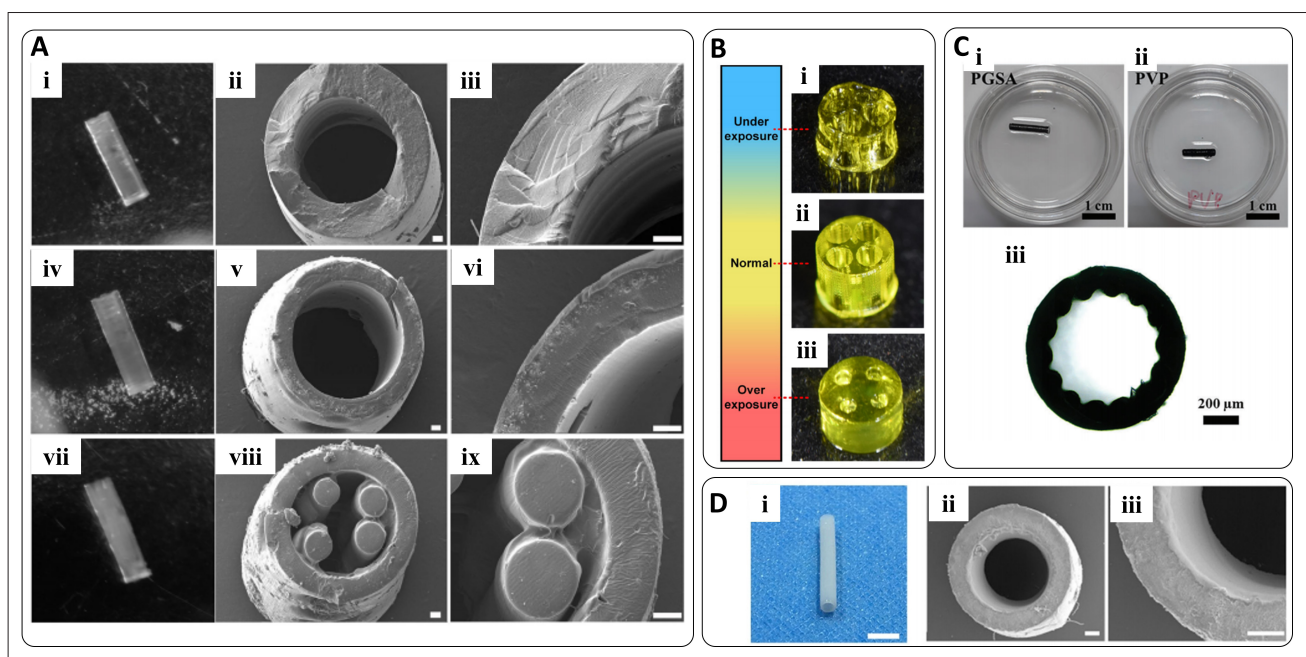 A
i
ii
iii
iv
v
vi
vii
viii
ix
B
Under
exposure
Normal
Over
exposure
i
ii
iii
C
i
PGSA
1 cm
ii
PVP
PVP
1 cm
iii
200 μm
D
i
ii
iii